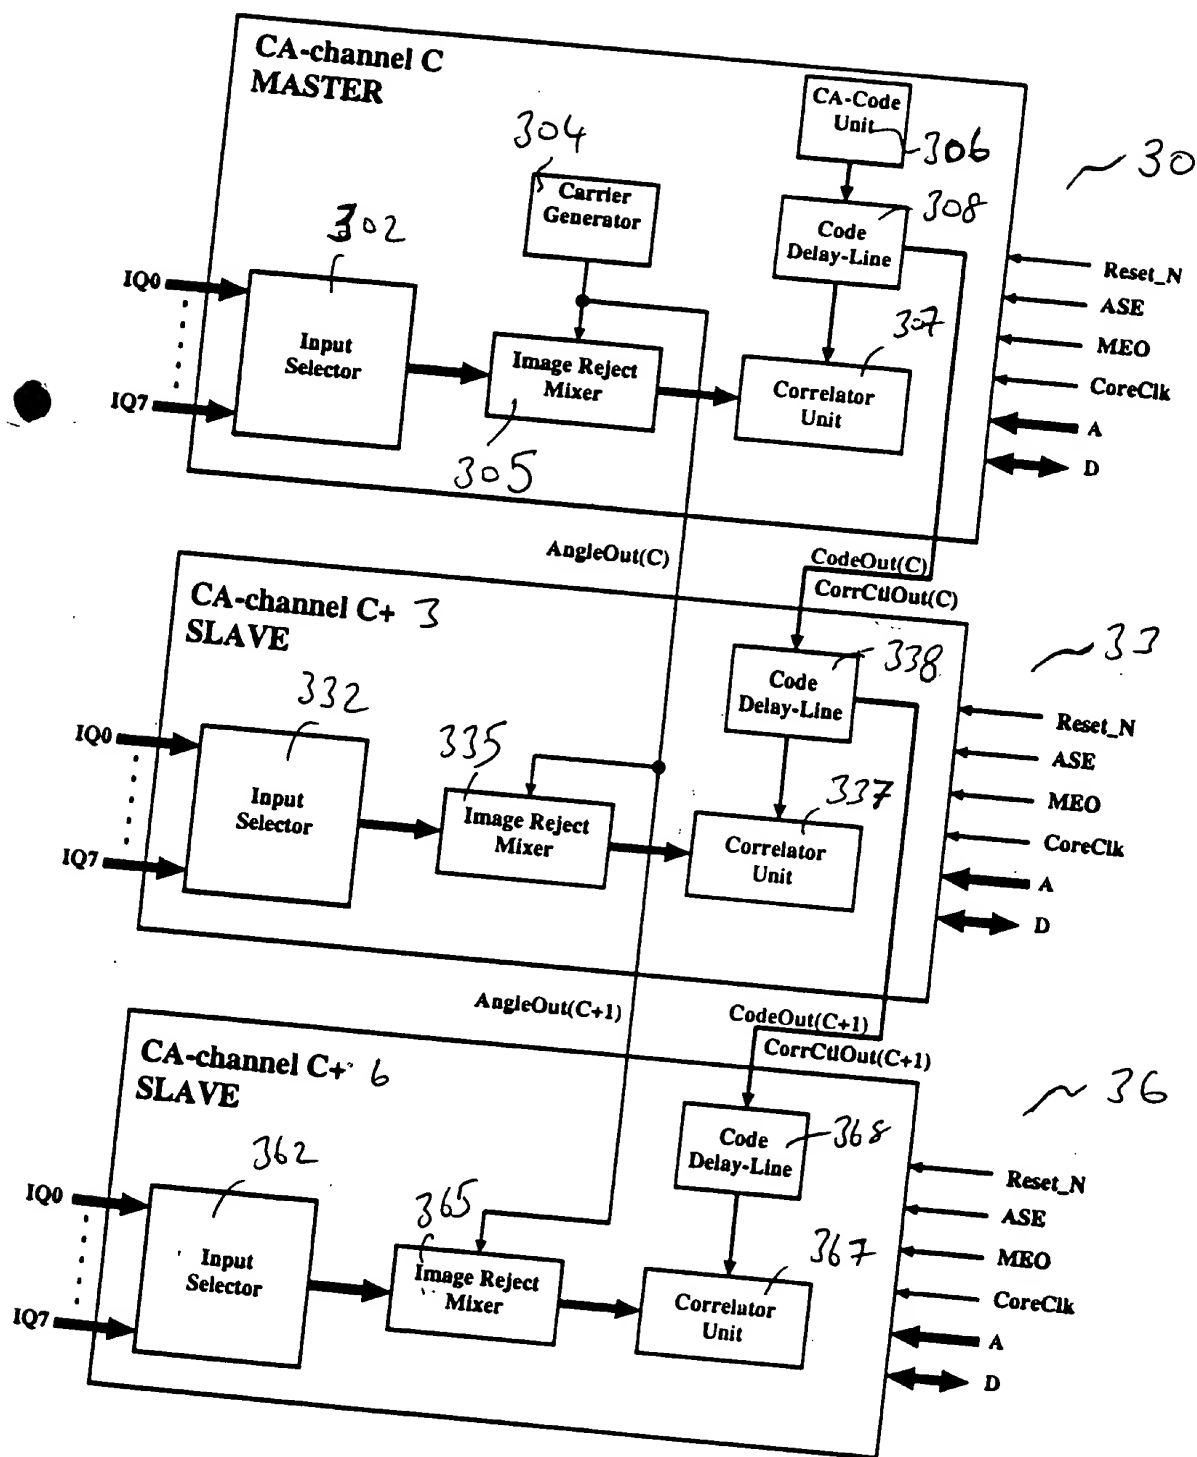 CA-channel C
MASTER
CA-Code
Unit
306
30
304
Carrier
Generator
308
Code
Delay-Line
302
IQ0
Input
Selector
IQ7
Image Reject
Mixer
305
307
Correlator
Unit
Reset_N
ASE
MEO
CoreClk
A
D
AngleOut(C)
CodeOut(C)
CorrCtlOut(C)
CA-channel C+ 3
SLAVE
33
338
Code
Delay-Line
332
IQ0
Input
Selector
IQ7
335
Image Reject
Mixer
337
Correlator
Unit
Reset_N
ASE
MEO
CoreClk
A
D
AngleOut(C+1)
CodeOut(C+1)
CorrCtlOut(C+1)
CA-channel C+ 6
SLAVE
36
368
Code
Delay-Line
362
IQ0
Input
Selector
IQ7
365
Image Reject
Mixer
367
Correlator
Unit
Reset_N
ASE
MEO
CoreClk
A
D